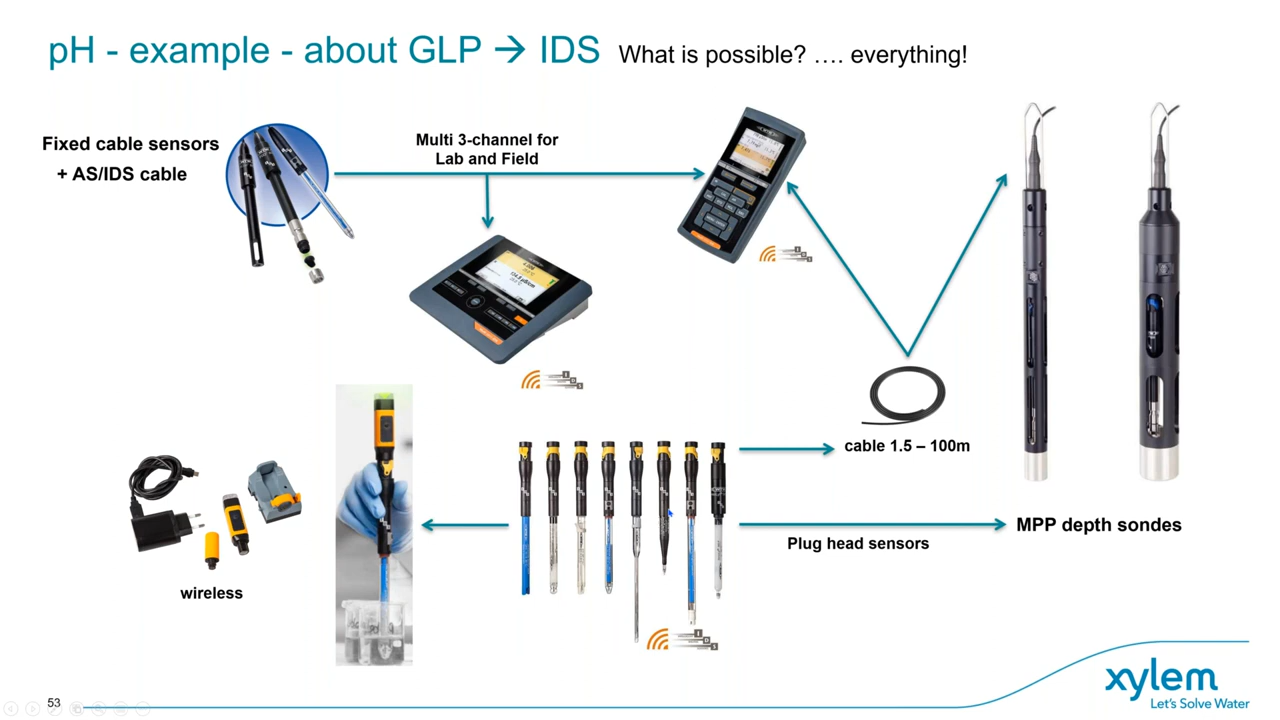 pH - example - about GLP → IDS What is possible? …. everything!
Fixed cable sensors
+ AS/IDS cable
Multi 3-channel for
Lab and Field
cable 1.5 – 100m
MPP depth sondes
Plug head sensors
wireless
53
xylem
Let's Solve Water